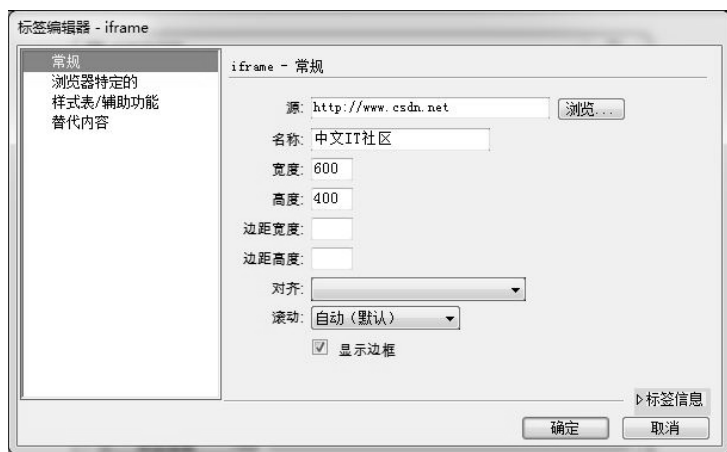 标签编辑器 - iframe
常规
浏览器特定的
样式表/辅助功能
替代内容
iframe - 常规
源: http://www.csdn.net 浏览...
名称: 中文IT社区
宽度: 600
高度: 400
边距宽度:
边距高度:
对齐:
滚动: 自动（默认）
显示边框
标签信息
确定 取消